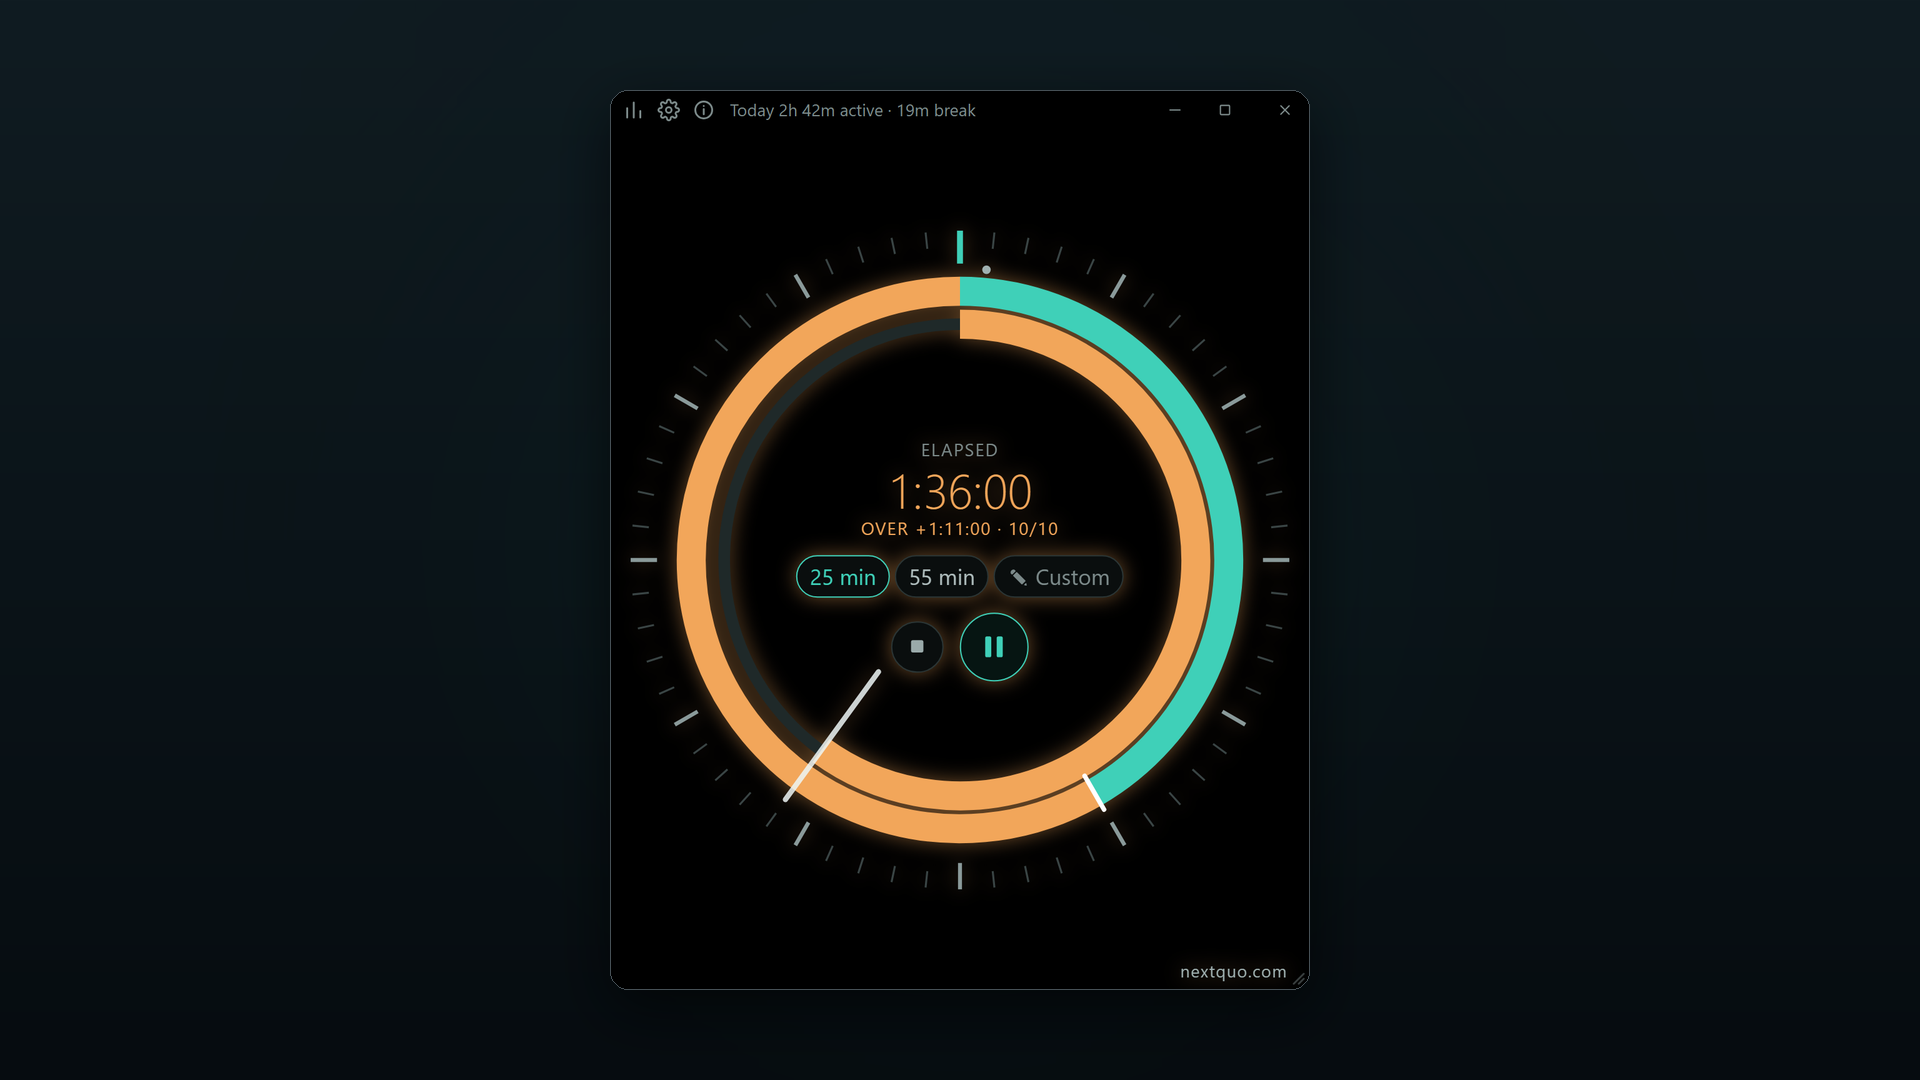 Today 2h 42m active · 19m break
ELAPSED
1:36:00
OVER +1:11:00 · 10/10
25 min
55 min
Custom
nextquo.com